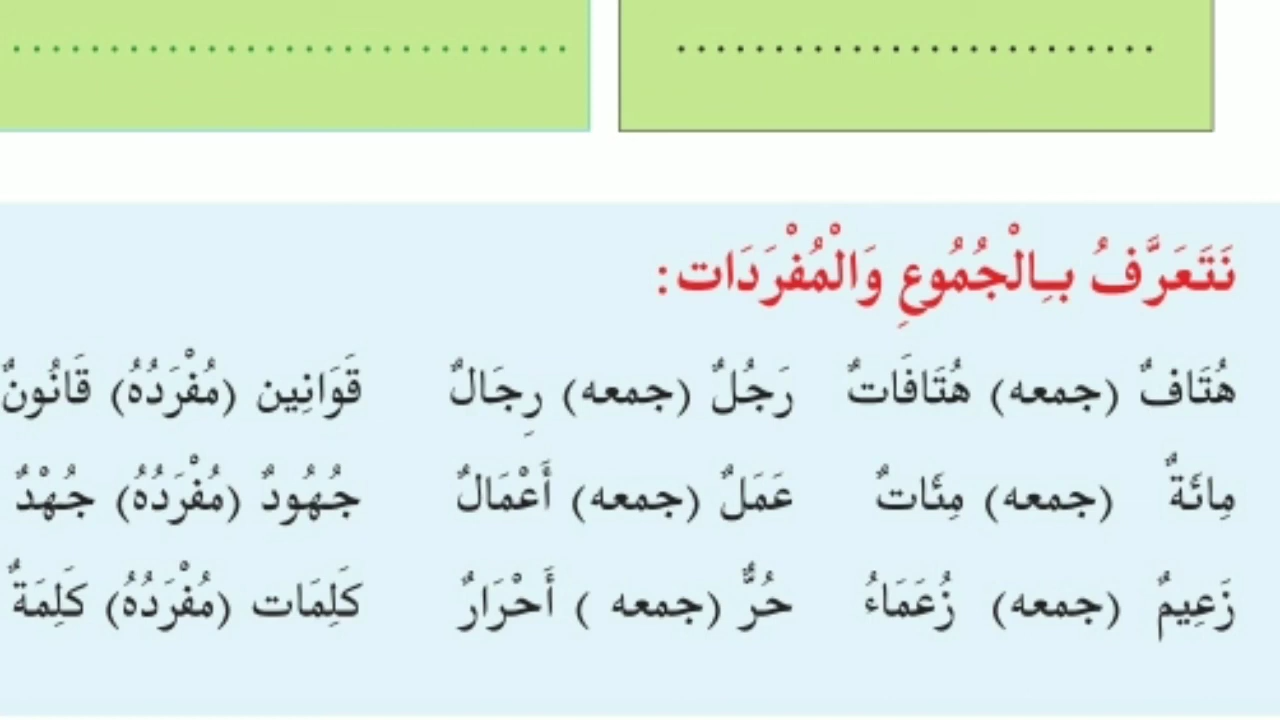 نَتَعَرَّفُ بِالْجُمُوعِ وَالْمُفْرَدَات:
هُتَافٌ (جمعه) هُتَافَاتٌ رَجُلٌ (جمعه) رِجَالٌ قَوَانِين (مُفْرَدُهُ) قَانُونٌ
مِائَةٌ (جمعه) مِئَاتٌ عَمَلٌ (جمعه) أَعْمَالٌ جُهُودٌ (مُفْرَدُهُ) جُهْدٌ
زَعِيمٌ (جمعه) زُعَمَاءُ حُرٌّ (جمعه ) أَحْرَارٌ كَلِمَات (مُفْرَدُهُ) كَلِمَةٌ